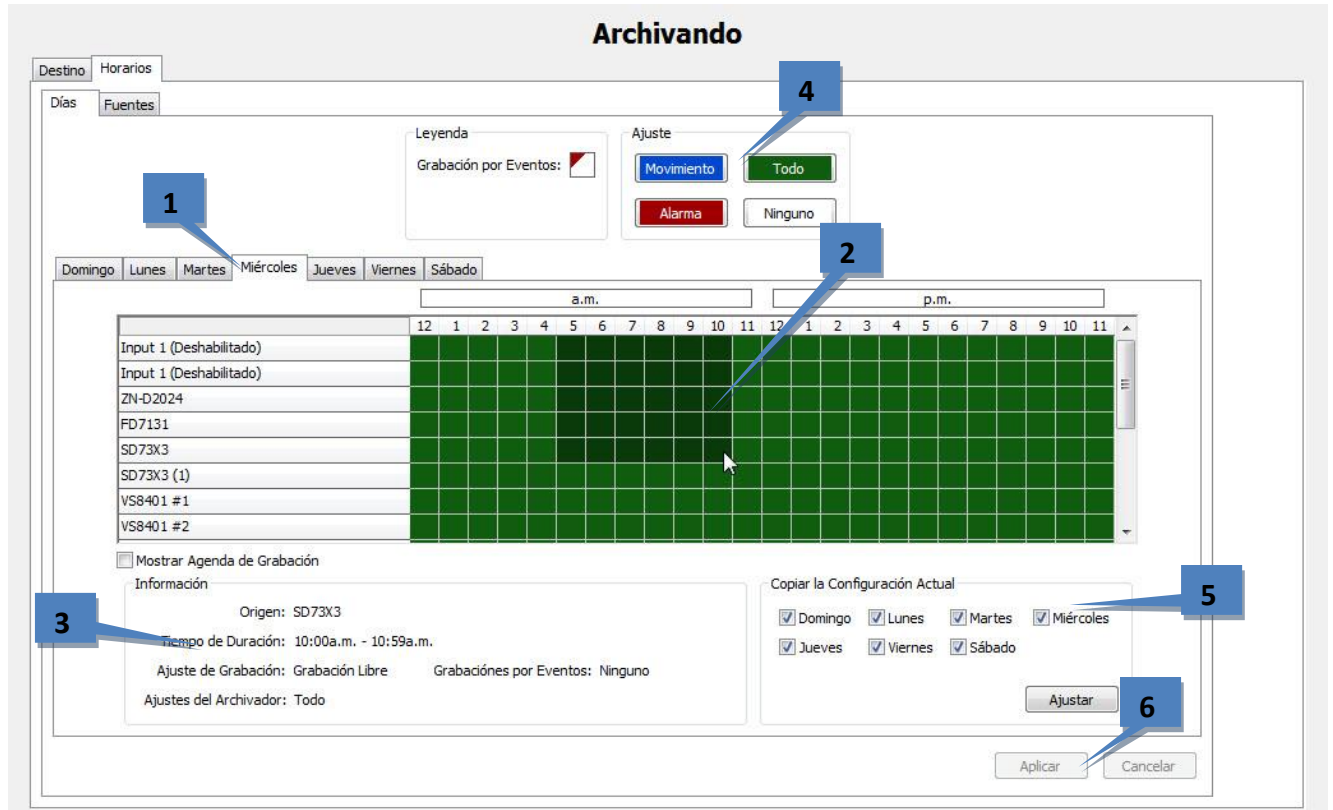 Archivando
Destino Horarios
4
Días Fuentes
Leyenda Ajuste
Grabación por Eventos: Movimiento Todo
1
Alarma Ninguno
2
Domingo Lunes Martes Miércoles Jueves Viernes Sábado
a.m. p.m.
12 1 2 3 4 5 6 7 8 9 10 11 12 1 2 3 4 5 6 7 8 9 10 11
Input 1 (Deshabilitado)
Input 1 (Deshabilitado)
ZN-D2024
FD7131
SD73X3
SD73X3 (1)
VS8401 #1
VS8401 #2
Mostrar Agenda de Grabación
Información Copiar la Configuración Actual
5
Origen: SD73X3 Domingo Lunes Martes Miércoles
3
Tiempo de Duración: 10:00a.m. - 10:59a.m.
Jueves Viernes Sábado
Ajuste de Grabación: Grabación Libre Grabaciónes por Eventos: Ninguno
Ajustes del Archivador: Todo Ajustar
6
Aplicar Cancelar